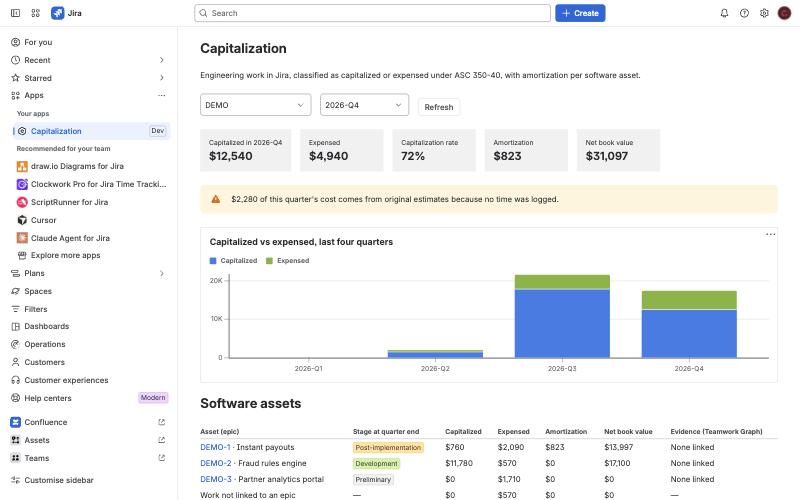 Jira
Search
Create
For you
Recent
Starred
Apps
Your apps
Capitalization Dev
Recommended for your team
draw.io Diagrams for Jira
Clockwork Pro for Jira Time Tracki...
ScriptRunner for Jira
Cursor
Claude Agent for Jira
Explore more apps
Plans
Spaces
Filters
Dashboards
Operations
Customers
Customer experiences
Help centers Modern
Confluence
Assets
Teams
Customise sidebar
Capitalization
Engineering work in Jira, classified as capitalized or expensed under ASC 350-40, with amortization per software asset.
DEMO 2026-Q4 Refresh
Capitalized in 2026-Q4 Expensed Capitalization rate Amortization Net book value
$12,540 $4,940 72% $823 $31,097
$2,280 of this quarter's cost comes from original estimates because no time was logged.
Capitalized vs expensed, last four quarters
Capitalized Expensed
20K
10K
0
2026-Q1 2026-Q2 2026-Q3 2026-Q4
Software assets
Asset (epic) Stage at quarter end Capitalized Expensed Amortization Net book value Evidence (Teamwork Graph)
DEMO-1 · Instant payouts Post-implementation $760 $2,090 $823 $13,997 None linked
DEMO-2 · Fraud rules engine Development $11,780 $570 $0 $17,100 None linked
DEMO-3 · Partner analytics portal Preliminary $0 $1,710 $0 $0 None linked
Work not linked to an epic — $0 $570 $0 $0 —